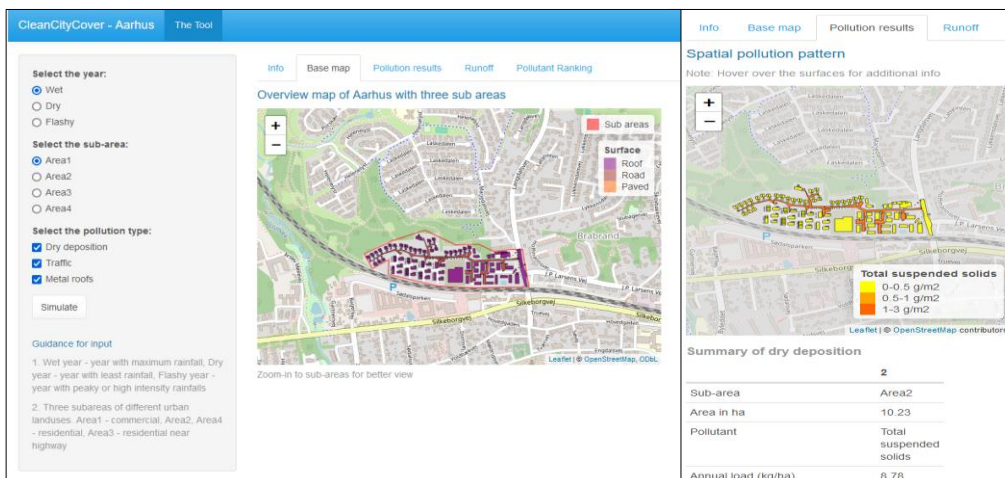 CleanCityCover - Aarhus
The Tool
Select the year:
Wet
Dry
Flashy
Select the sub-area:
Area1
Area2
Area3
Area4
Select the pollution type:
Dry deposition
Traffic
Metal roofs
Simulate
Guidance for input
1. Wet year - year with maximum rainfall, Dry
year - year with least rainfall, Flashy year -
year with peaky or high intensity rainfalls
2. Three subareas of different urban
landuses. Area1 - commercial, Area2, Area4
- residential, Area3 - residential near
highway
Info
Base map
Pollution results
Runoff
Pollutant Ranking
Overview map of Aarhus with three sub areas
+
−
Sub areas
Surface
Roof
Road
Paved
Brabrand
P
Silkeborgvej
Leaflet | © OpenStreetMap, ODbL
Zoom-in to sub-areas for better view
Info
Base map
Pollution results
Runoff
Spatial pollution pattern
Note: Hover over the surfaces for additional info
+
−
Brabrand
P
Total suspended solids
0-0.5 g/m2
0.5-1 g/m2
1-3 g/m2
Leaflet | © OpenStreetMap contributors
Summary of dry deposition
2
Sub-area Area2
Area in ha 10.23
Pollutant Total
suspended
solids
Annual load (kg/ha) 8.78